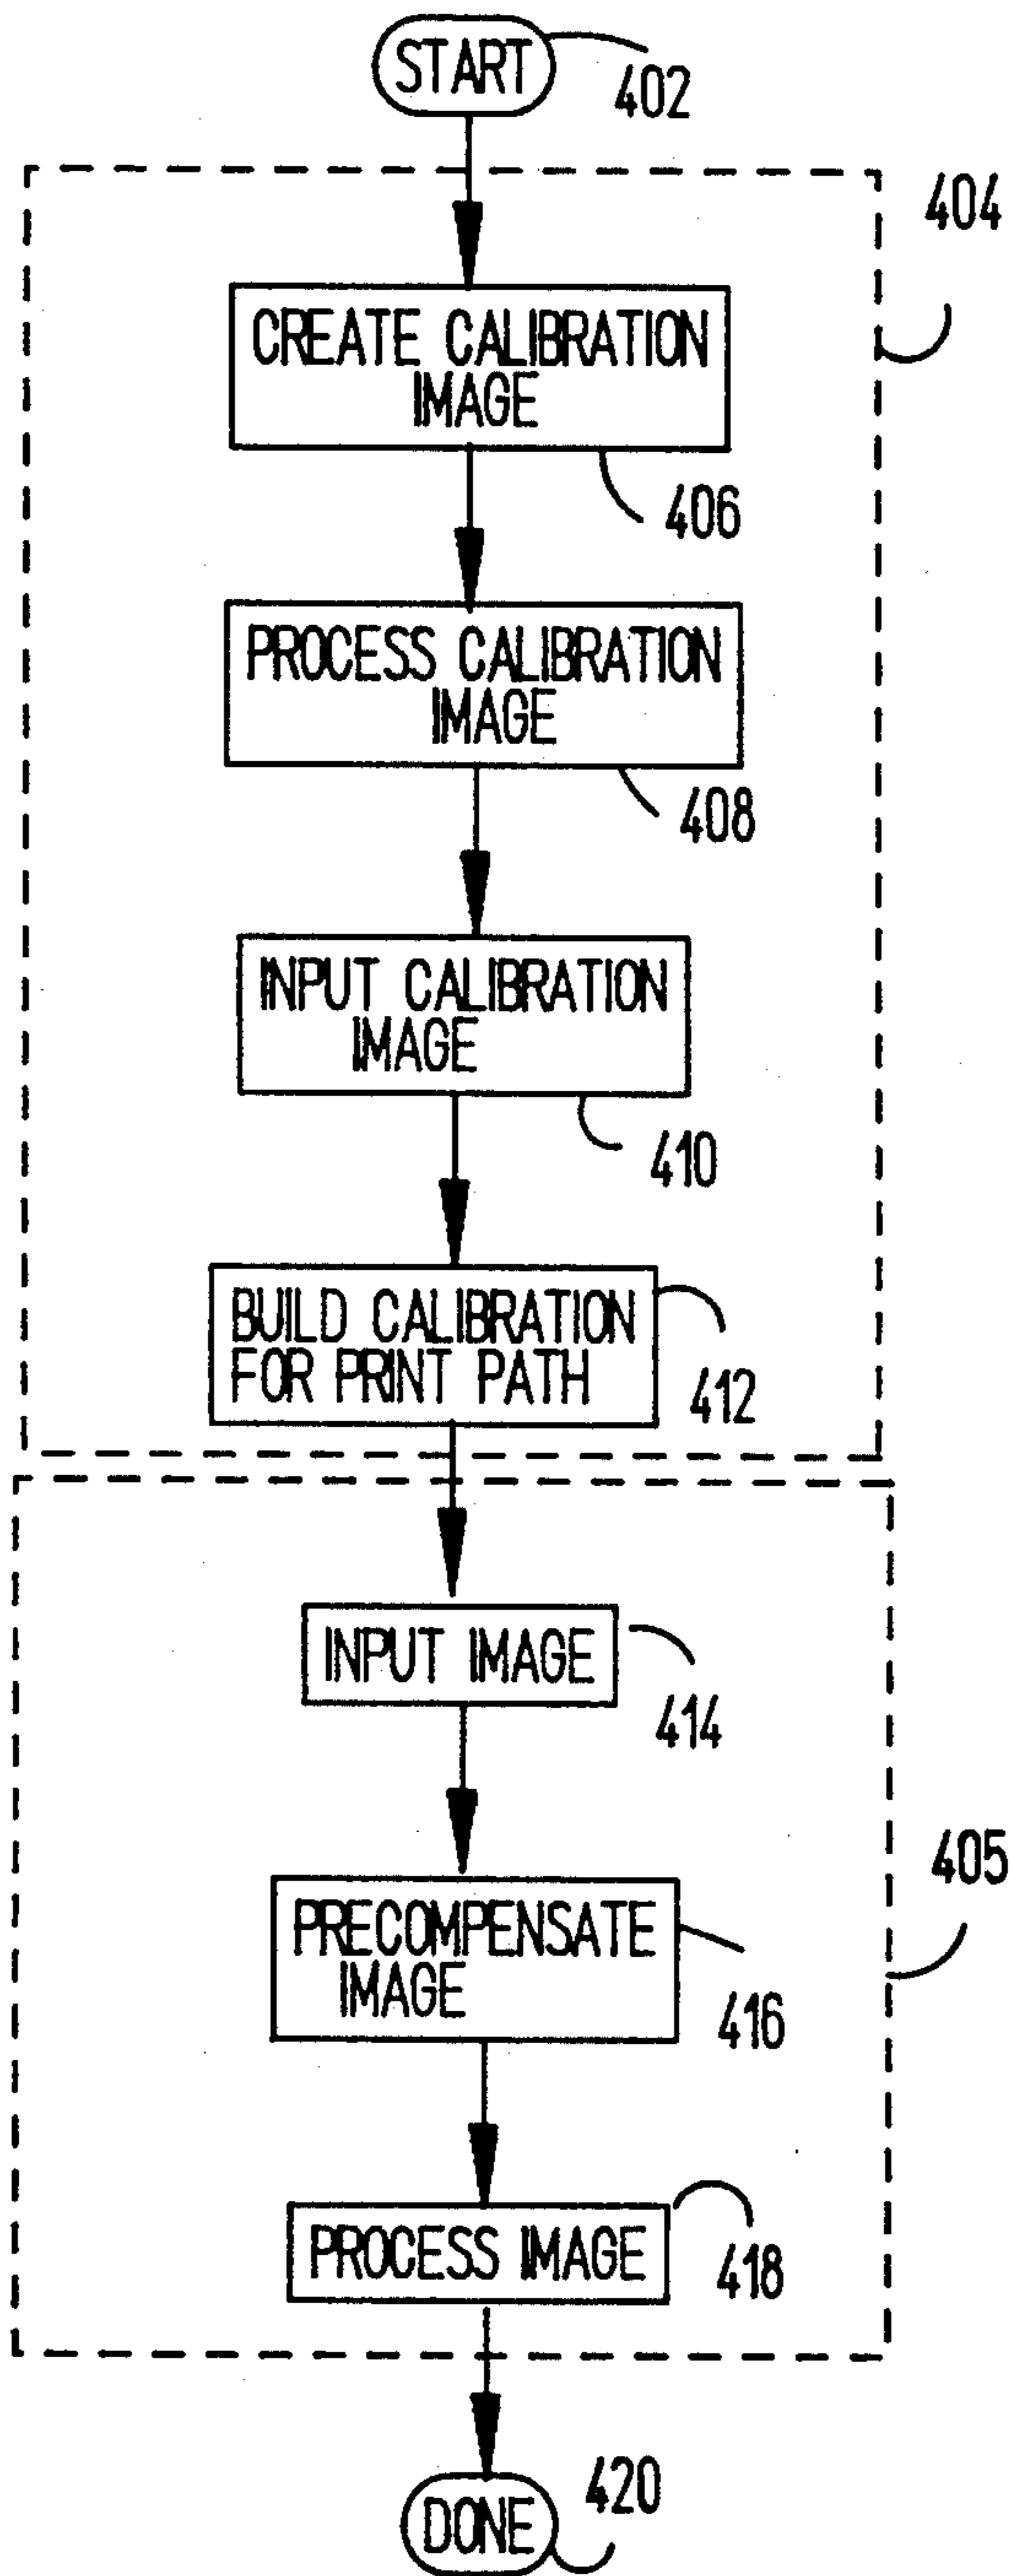 START
402
404
CREATE CALIBRATION
IMAGE
406
PROCESS CALIBRATION
IMAGE
408
INPUT CALIBRATION
IMAGE
410
BUILD CALIBRATION
FOR PRINT PATH
412
INPUT IMAGE
414
405
PRECOMPENSATE
IMAGE
416
PROCESS IMAGE
418
420
DONE